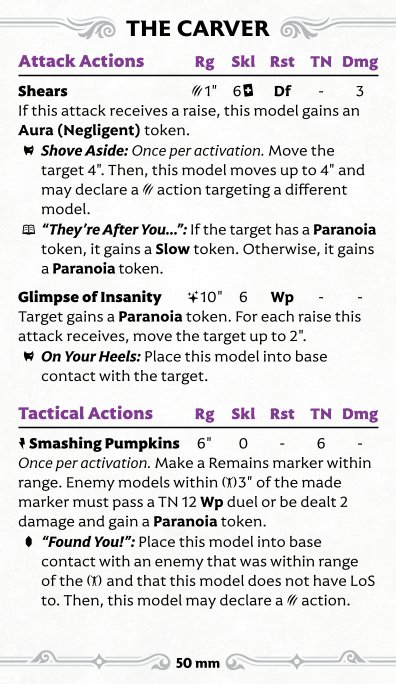 THE CARVER
Attack Actions Rg Skl Rst TN Dmg
Shears 1" 6 Df - 3
If this attack receives a raise, this model gains an
Aura (Negligent) token.
Shove Aside: Once per activation. Move the
target 4". Then, this model moves up to 4" and
may declare a action targeting a different
model.
"They're After You...": If the target has a Paranoia
token, it gains a Slow token. Otherwise, it gains
a Paranoia token.
Glimpse of Insanity 10" 6 Wp - -
Target gains a Paranoia token. For each raise this
attack receives, move the target up to 2".
On Your Heels: Place this model into base
contact with the target.
Tactical Actions Rg Skl Rst TN Dmg
Smashing Pumpkins 6" 0 - 6 -
Once per activation. Make a Remains marker within
range. Enemy models within 3" of the made
marker must pass a TN 12 Wp duel or be dealt 2
damage and gain a Paranoia token.
"Found You!": Place this model into base
contact with an enemy that was within range
of the and that this model does not have LoS
to. Then, this model may declare a action.
50 mm